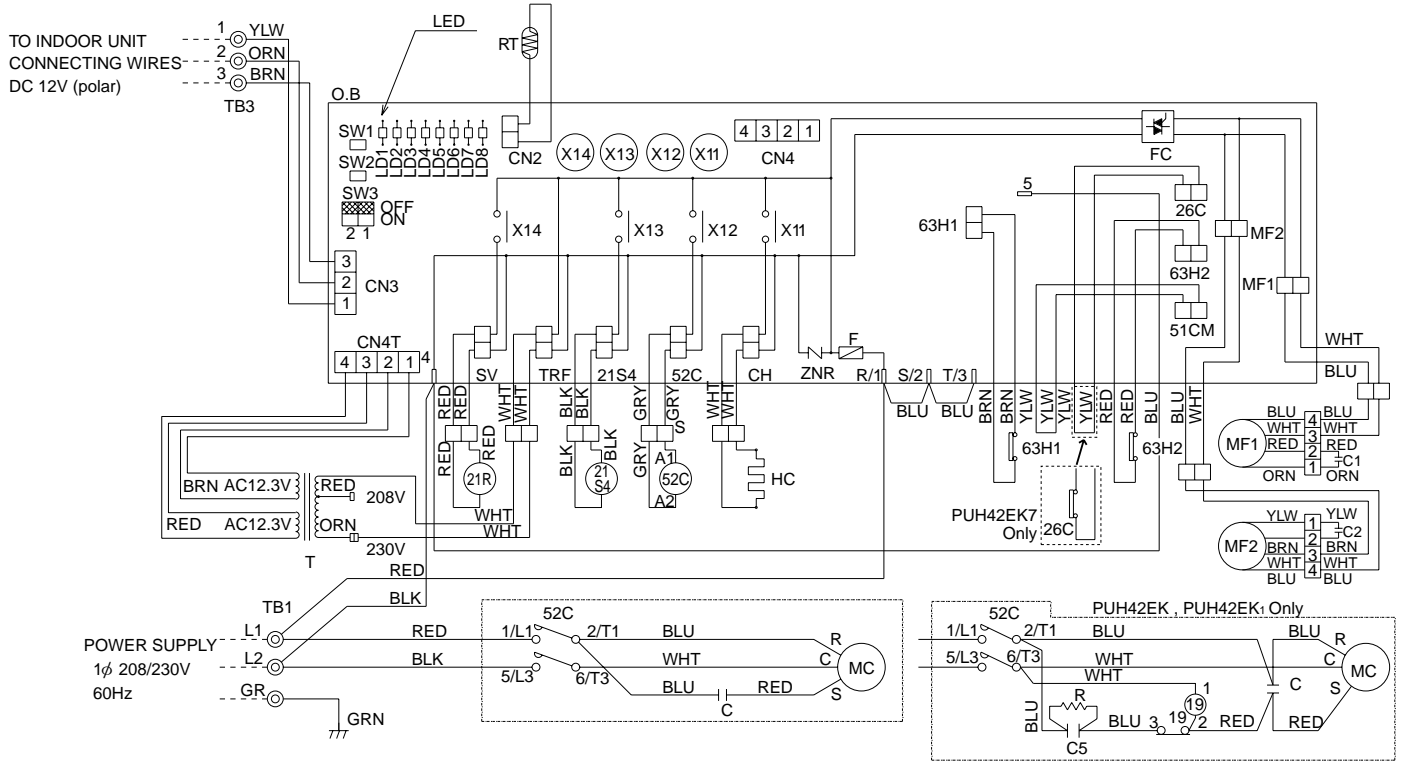 TO INDOOR UNIT
CONNECTING WIRES
DC 12V (polar)
1 YLW
2 ORN
3 BRN
TB3
LED
RT
O.B
SW1
SW2
SW3
OFF
ON
2 1
LD1
LD2
LD3
LD4
LD5
LD6
LD7
LD8
CN2
X14
X13
X12
X11
4 3 2 1
CN4
FC
X14
X13
X12
X11
3
2
1
CN3
CN4T
4 3 2 1
4
SV
TRF
21S4
52C
CH
ZNR
F
R/1
S/2
T/3
BLU
BLU
5
63H1
26C
63H2
51CM
MF2
MF1
WHT
BLU
RED
RED
WHT
WHT
BLK
BLK
GRY
GRY
WHT
WHT
BRN
BRN
YLW
YLW
YLW
YLW
RED
RED
BLU
BLU
WHT
S
RED
RED
BLK
BLK
GRY
A1
A2
21R
21
S4
52C
HC
63H1
63H2
PUH42EK7
Only
26C
MF1
BLU 4 BLU
WHT 3 WHT
RED 2 RED
ORN 1 ORN
C1
MF2
YLW 1 YLW
2
BRN 3 BRN
WHT 4 WHT
BLU BLU
C2
BRN AC12.3V
RED AC12.3V
RED
208V
ORN
230V
T
WHT
WHT
RED
BLK
TB1
POWER SUPPLY
1ϕ 208/230V
60Hz
L1
L2
GR
GRN
RED
BLK
52C
1/L1
2/T1
BLU
R
5/L3
6/T3
WHT
C
MC
BLU
C
RED
S
PUH42EK , PUH42EK1 Only
52C
1/L1
2/T1
BLU
BLU
R
5/L3
6/T3
WHT
C
MC
WHT
1
19
C
S
BLU
R
C5
BLU
3
19
2
RED
RED